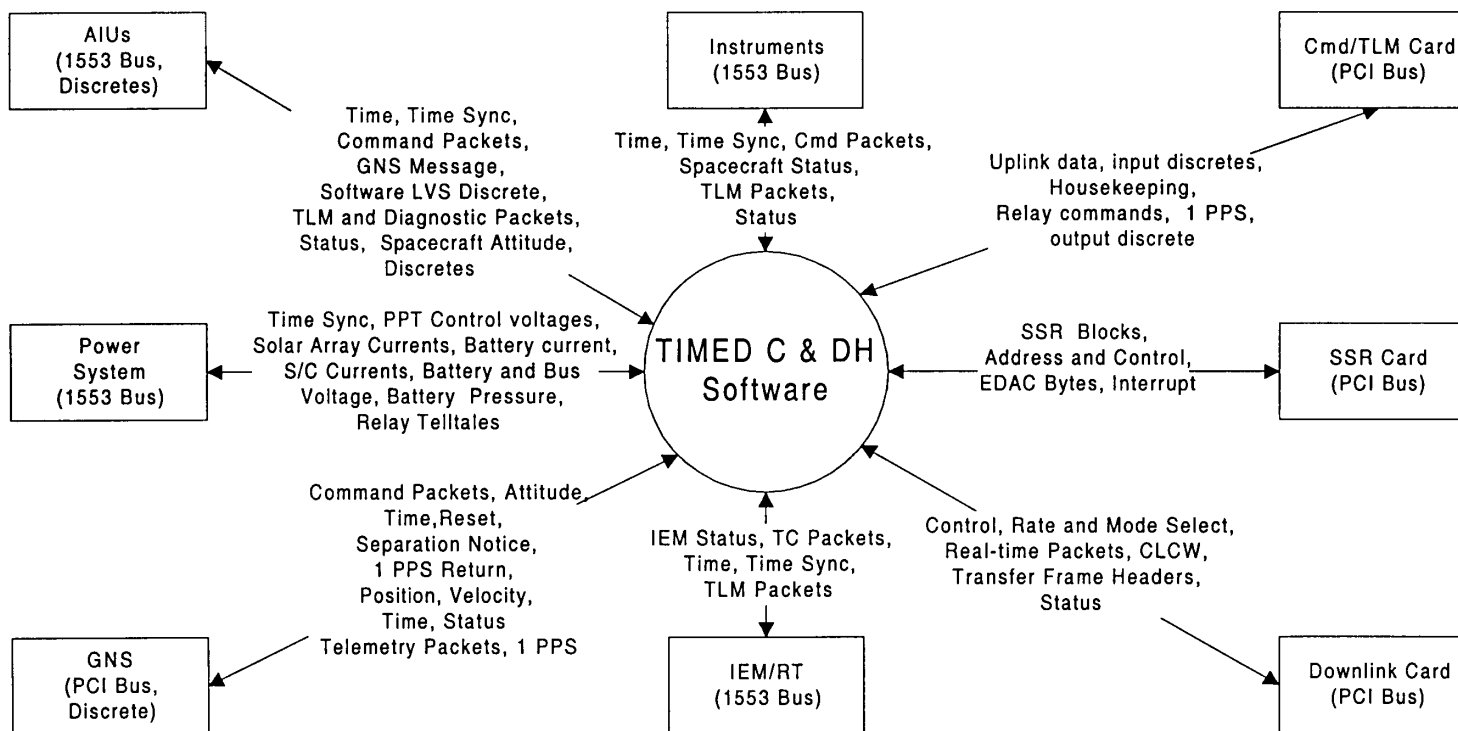 AIUs
(1553 Bus,
Discretes)
Instruments
(1553 Bus)
Cmd/TLM Card
(PCI Bus)
Time, Time Sync,
Command Packets,
GNS Message,
Software LVS Discrete,
TLM and Diagnostic Packets,
Status, Spacecraft Attitude,
Discretes
Time, Time Sync, Cmd Packets,
Spacecraft Status,
TLM Packets,
Status
Uplink data, input discretes,
Housekeeping,
Relay commands, 1 PPS,
output discrete
Power
System
(1553 Bus)
Time Sync, PPT Control voltages,
Solar Array Currents, Battery current,
S/C Currents, Battery and Bus
Voltage, Battery Pressure,
Relay Telltales
TIMED C & DH
Software
SSR Blocks,
Address and Control,
EDAC Bytes, Interrupt
SSR Card
(PCI Bus)
Command Packets, Attitude,
Time,Reset,
Separation Notice,
1 PPS Return,
Position, Velocity,
Time, Status
Telemetry Packets, 1 PPS
IEM Status, TC Packets,
Time, Time Sync,
TLM Packets
Control, Rate and Mode Select,
Real-time Packets, CLCW,
Transfer Frame Headers,
Status
GNS
(PCI Bus,
Discrete)
IEM/RT
(1553 Bus)
Downlink Card
(PCI Bus)